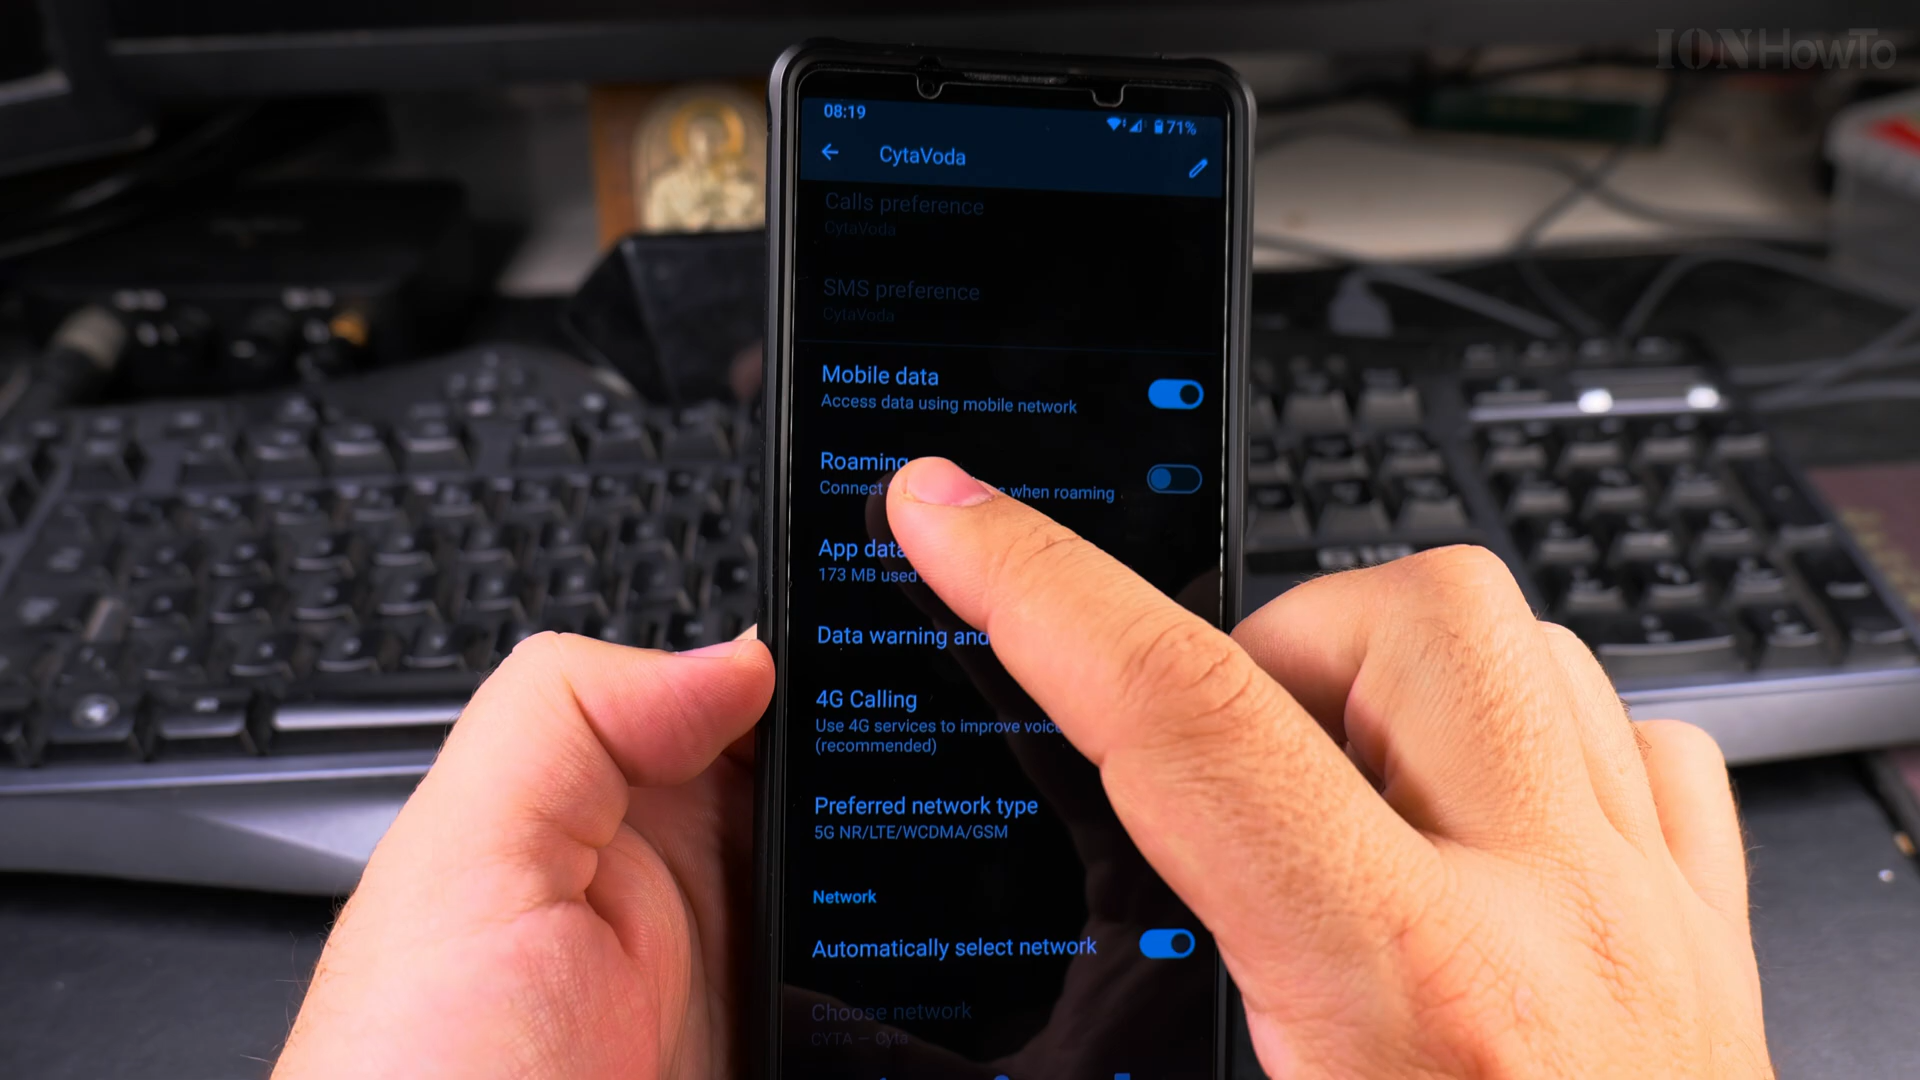 IONHowTo
08:19
71%
CytaVoda
Calls preference
CytaVoda
SMS preference
CytaVoda
Mobile data
Access data using mobile network
Roaming
Connect when roaming
App data
173 MB used
Data warning and
4G Calling
Use 4G services to improve
(recommended)
Preferred network type
5G NR/LTE/WCDMA/GSM
Network
Automatically select network
Choose network
CYTA — Cyta